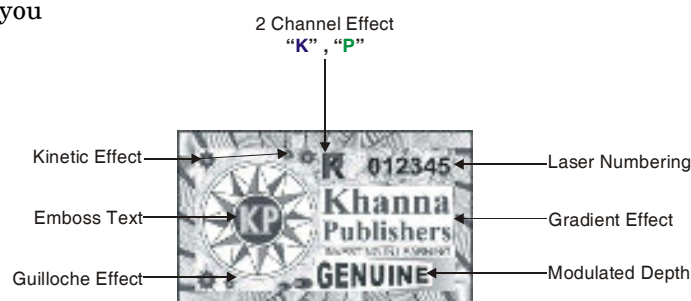 you
2 Channel Effect
“K” , “P”
Kinetic Effect
K 012345
Laser Numbering
Emboss Text
KP
Khanna
Publishers
Gradient Effect
Guilloche Effect
GENUINE
Modulated Depth